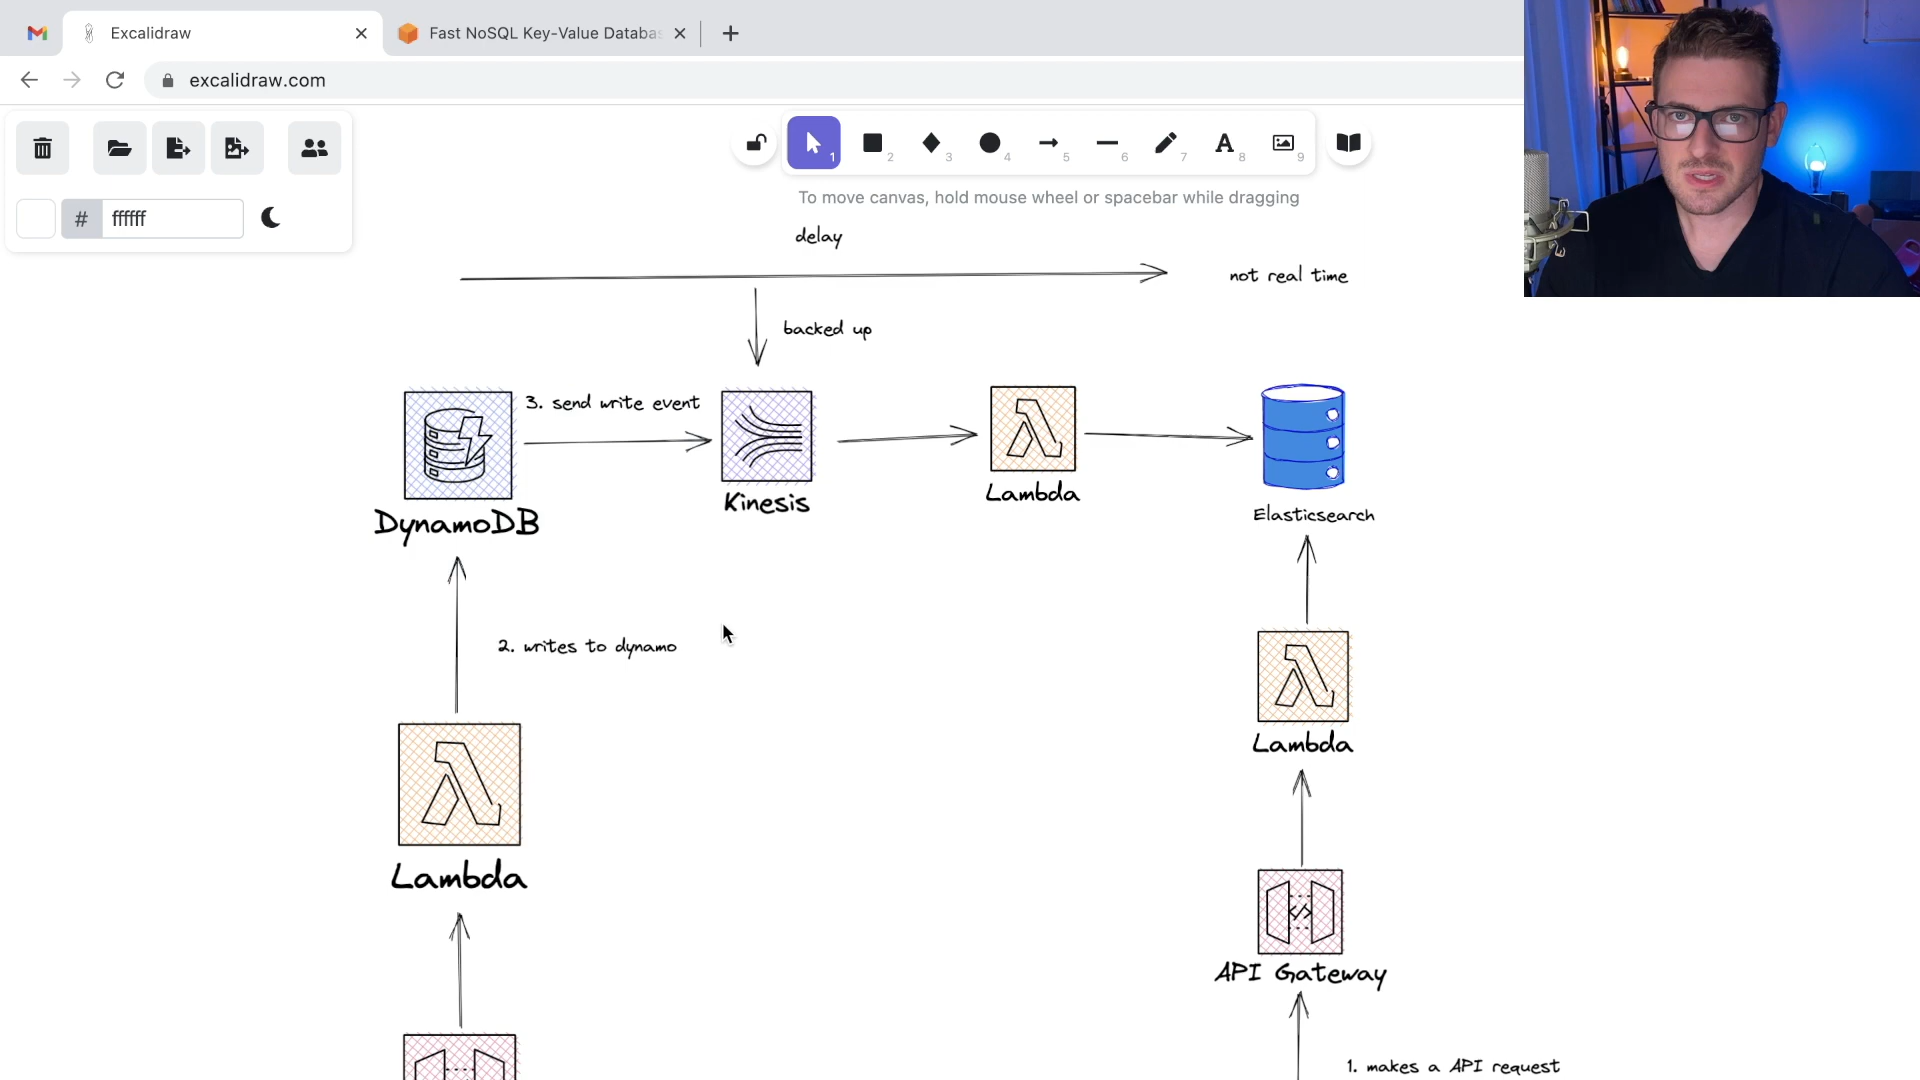 Excalidraw
Fast NoSQL Key-Value Databa
excalidraw.com
1
2
3
4
5
6
7
A
8
9
# ffffff
To move canvas, hold mouse wheel or spacebar while dragging
delay
not real time
backed up
3. send write event
DynamoDB
Kinesis
Lambda
Elasticsearch
2. writes to dynamo
Lambda
Lambda
API Gateway
1. makes a API request